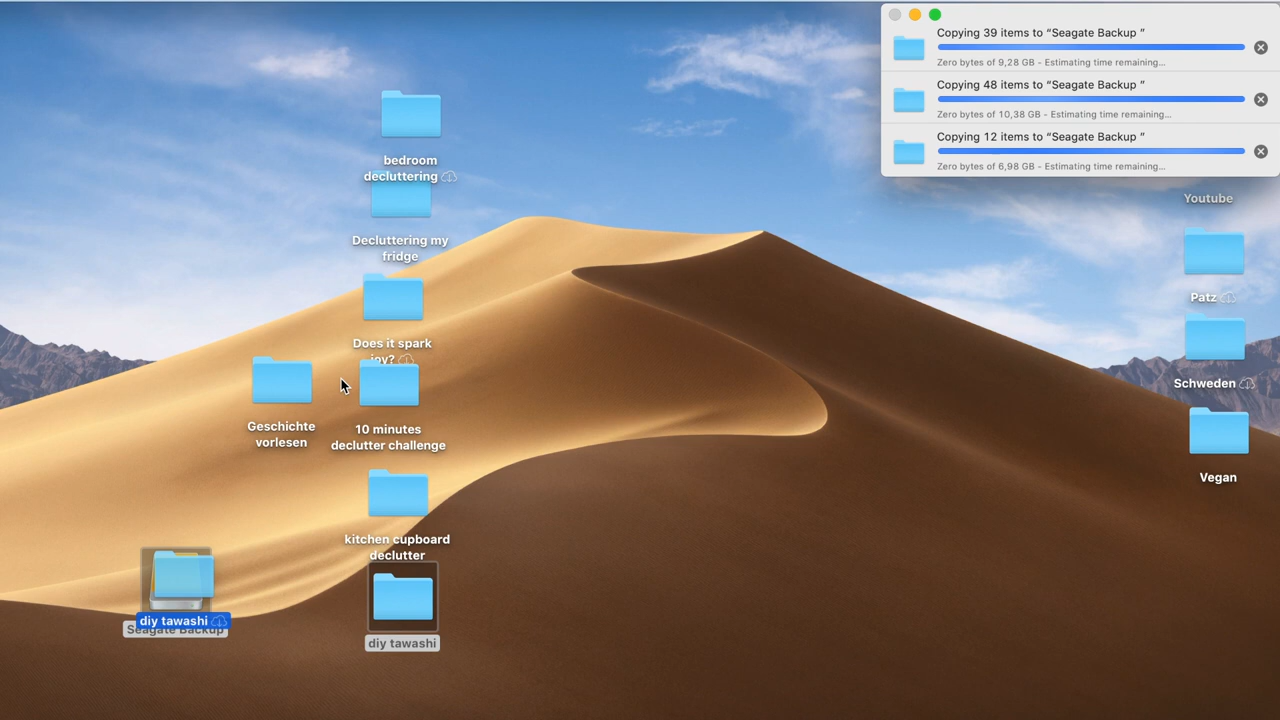 Copying 39 items to “Seagate Backup ”
Zero bytes of 9,28 GB - Estimating time remaining...
Copying 48 items to “Seagate Backup ”
Zero bytes of 10,38 GB - Estimating time remaining...
Copying 12 items to “Seagate Backup ”
Zero bytes of 6,98 GB - Estimating time remaining...
bedroom
decluttering
Decluttering my
fridge
Does it spark
joy?
Geschichte
vorlesen
10 minutes
declutter challenge
kitchen cupboard
declutter
diy tawashi
Seagate Backup
diy tawashi
Youtube
Patz
Schweden
Vegan